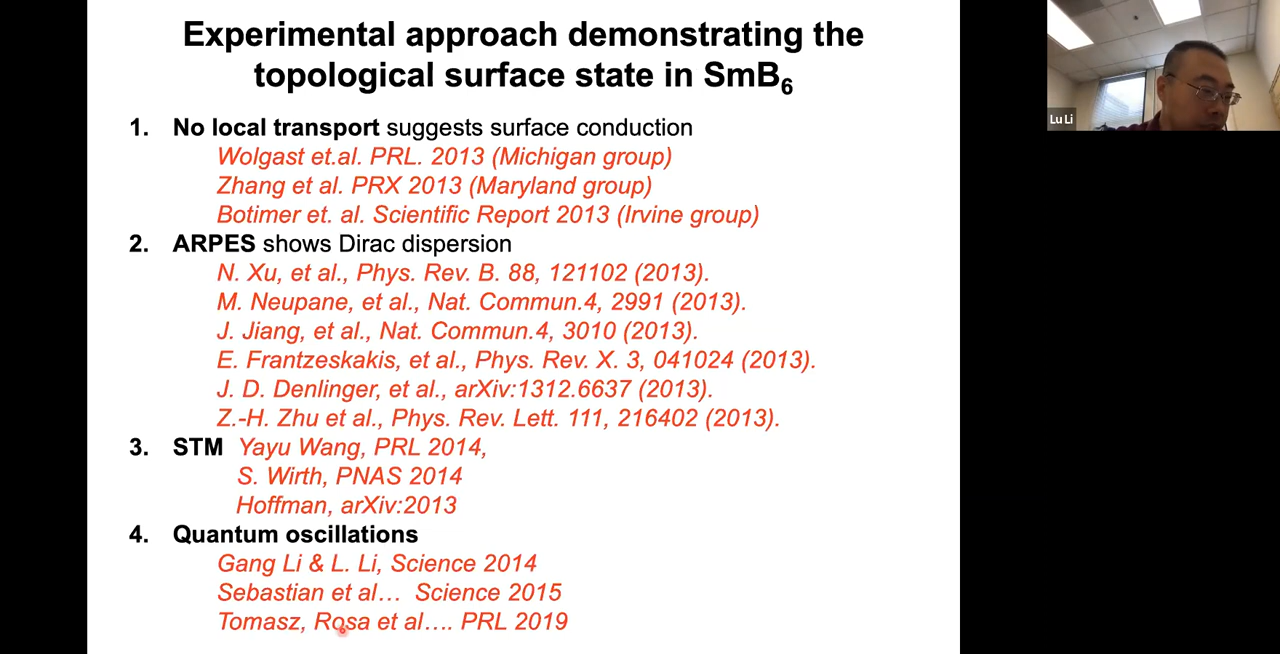 Experimental approach demonstrating the
topological surface state in SmB₆
1. No local transport suggests surface conduction
Wolgast et.al. PRL. 2013 (Michigan group)
Zhang et al. PRX 2013 (Maryland group)
Botimer et. al. Scientific Report 2013 (Irvine group)
2. ARPES shows Dirac dispersion
N. Xu, et al., Phys. Rev. B. 88, 121102 (2013).
M. Neupane, et al., Nat. Commun.4, 2991 (2013).
J. Jiang, et al., Nat. Commun.4, 3010 (2013).
E. Frantzeskakis, et al., Phys. Rev. X. 3, 041024 (2013).
J. D. Denlinger, et al., arXiv:1312.6637 (2013).
Z.-H. Zhu et al., Phys. Rev. Lett. 111, 216402 (2013).
3. STM Yayu Wang, PRL 2014,
S. Wirth, PNAS 2014
Hoffman, arXiv:2013
4. Quantum oscillations
Gang Li & L. Li, Science 2014
Sebastian et al… Science 2015
Tomasz, Rosa et al…. PRL 2019
Lu Li